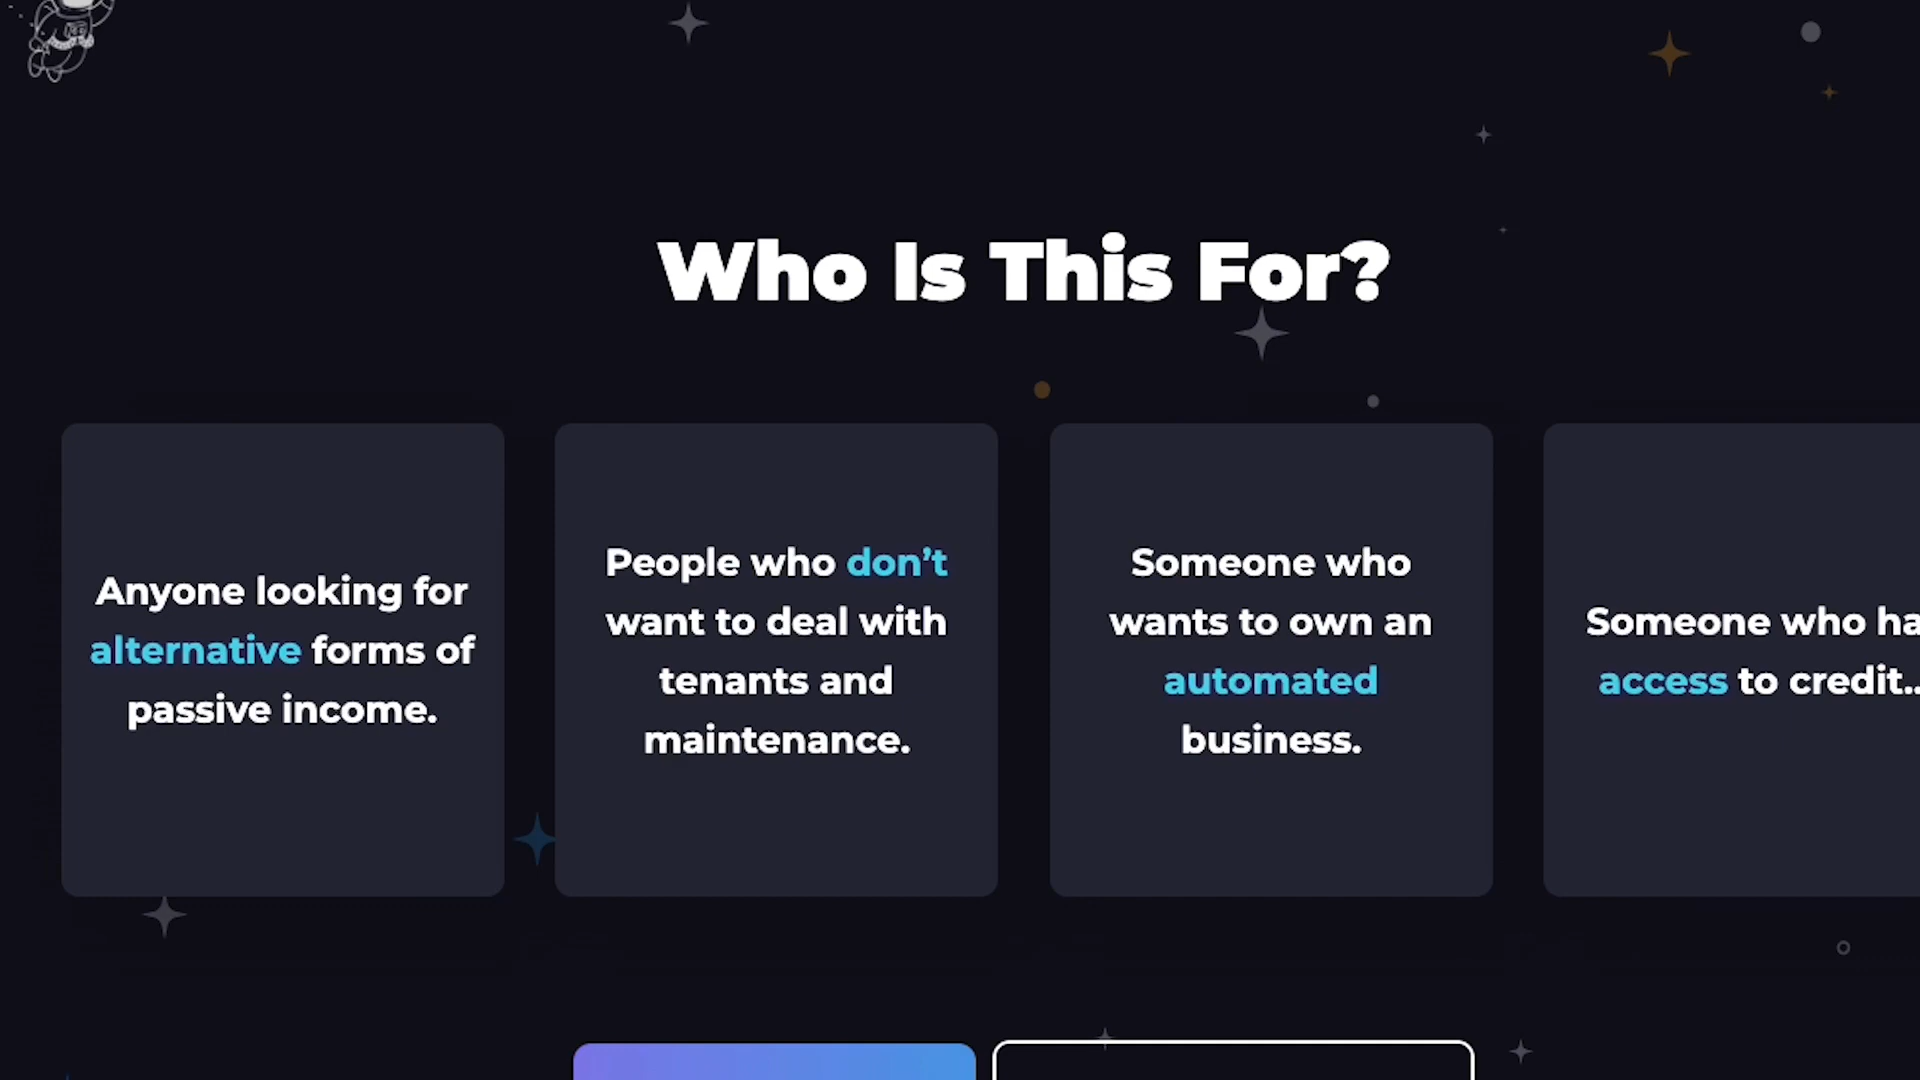 Who Is This For?
Anyone looking for
alternative forms of
passive income.
People who don’t
want to deal with
tenants and
maintenance.
Someone who
wants to own an
automated
business.
Someone who ha
access to credit..